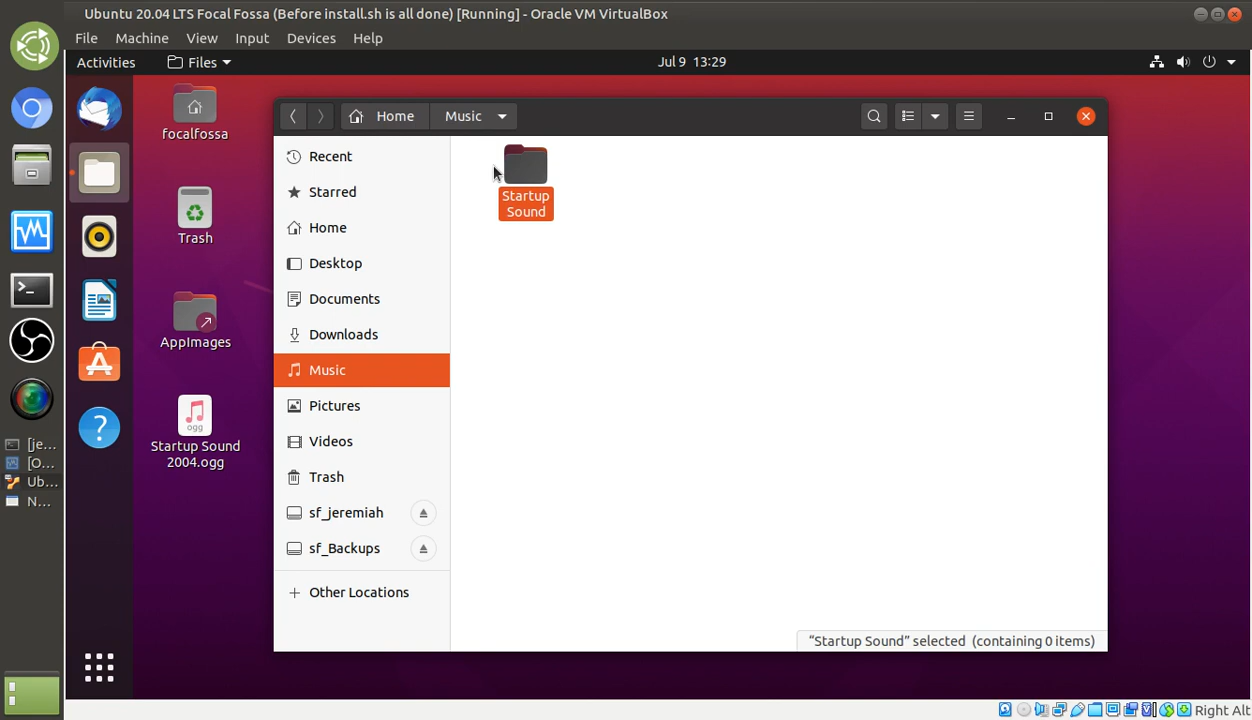 Ubuntu 20.04 LTS Focal Fossa (Before install.sh is all done) [Running] - Oracle VM VirtualBox
File Machine View Input Devices Help
Activities Files Jul 9 13:29
focalfossa
Trash
AppImages
ogg
Startup Sound
2004.ogg
[je...
[O...
Ub...
N...
Home Music
Recent
Starred
Home
Desktop
Documents
Downloads
Music
Pictures
Videos
Trash
sf_jeremiah
sf_Backups
Other Locations
Startup
Sound
“Startup Sound” selected (containing 0 items)
Right Alt